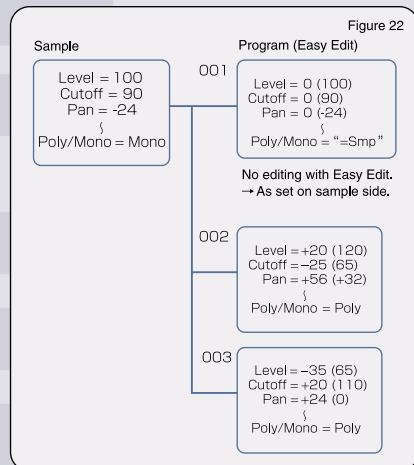 Figure 22
Sample
Program (Easy Edit)
Level = 100
Cutoff = 90
Pan = -24
Poly/Mono = Mono
001
Level = 0 (100)
Cutoff = 0 (90)
Pan = 0 (-24)
Poly/Mono = “=Smp”
No editing with Easy Edit.
→ As set on sample side.
002
Level = +20 (120)
Cutoff = −25 (65)
Pan = +56 (+32)
Poly/Mono = Poly
003
Level = −35 (65)
Cutoff = +20 (110)
Pan = +24 (0)
Poly/Mono = Poly